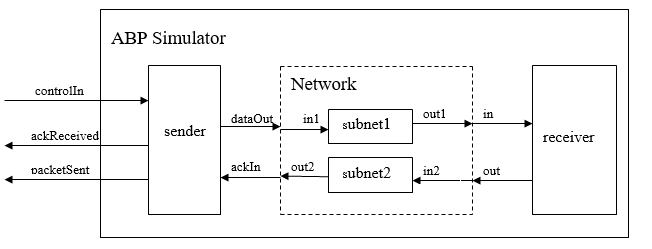 ABP Simulator
Network
controlIn
ackReceived
packetSent
sender
dataOut
ackIn
in1
subnet1
out1
in
out2
subnet2
in2
out
receiver